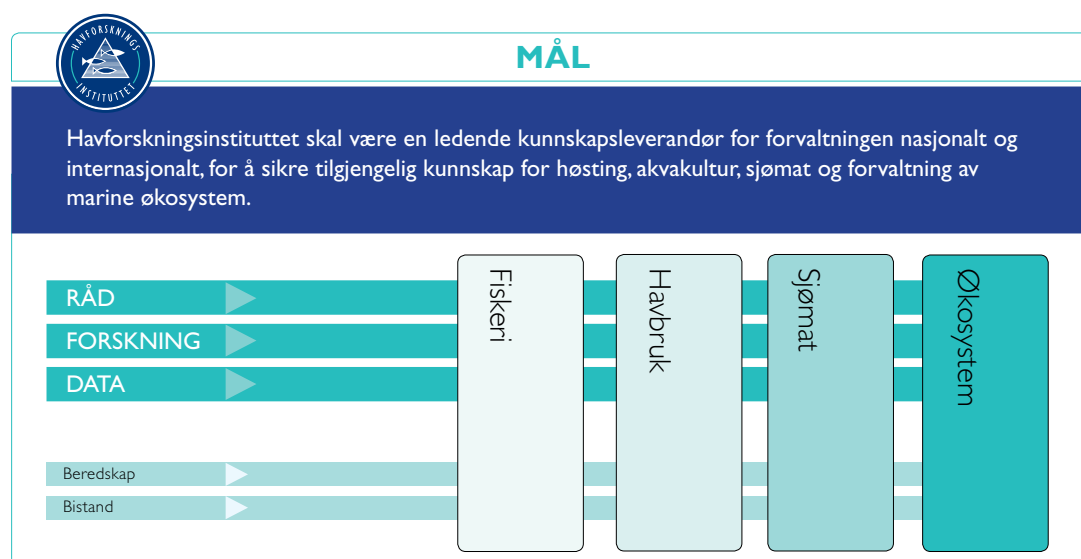 HAVFORSKNINGS
INSTITUTTET
MÅL
Havforskningsinstituttet skal være en ledende kunnskapsleverandør for forvaltningen nasjonalt og
internasjonalt, for å sikre tilgjengelig kunnskap for høsting, akvakultur, sjømat og forvaltning av
marine økosystem.
RÅD
FORSKNING
DATA
Beredskap
Bistand
Fiskeri
Havbruk
Sjømat
Økosystem